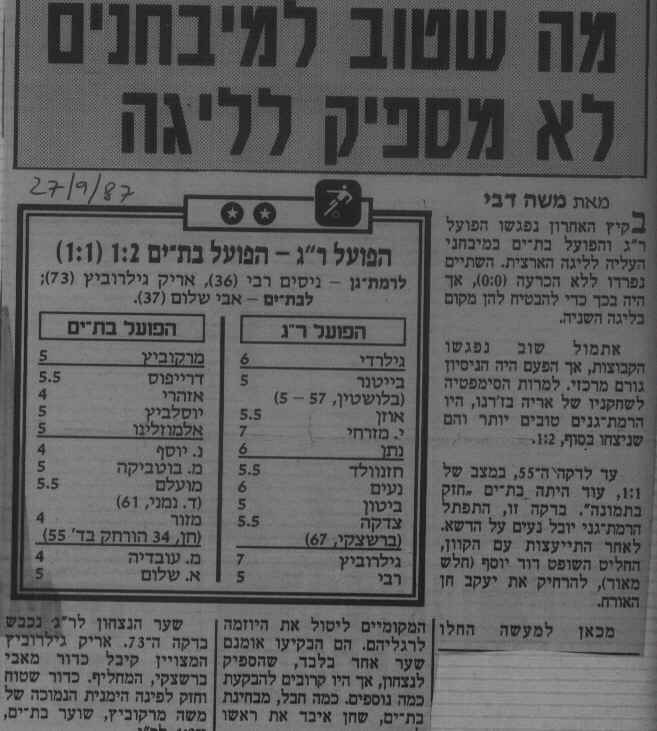 מה שטוב למיבחנים
לא מספיק לליגה
27/9/87
מאת משה דבי
בקיץ האחרון נפגשו הפועל
ר"ג והפועל בת־ים במיבחני
העליה לליגה הארצית. השתיים
נפרדו ללא הכרעה (0:0), אך
היה בכך כדי להבטיח להן מקום
בליגה השניה.
אתמול שוב נפגשו
הקבוצות, אך הפעם היה הניסיון
גורם מרכזי. למרות הסימפטיה
לשחקניו של אריה בז'רנו, היו
הרמת־גנים טובים יותר והם
שניצחו בסוף, 1:2.
עד לדקה ה־55, במצב של
1:1, עוד היתה בת־ים "חזק
בתמונה". בדקה זו, התפתל
הרמת־גני יובל נעים על הדשא.
לאחר התייעצות עם הקוון,
החליט השופט דוד יוסף (חלש
מאוד), להרחיק את יעקב חן
האורח.
מכאן למעשה החלו
הפועל ר"ג – הפועל בת־ים 1:2 (1:1)
לרמת־גן – ניסים רבי (36), אריק גילרוביץ (73);
לבת־ים – אבי שלום (37).
הפועל ר"ג
גילרדי 6
בייטנר 5
(בלושטין, 57 – 5)
אוזן 5.5
י. מזרחי 7
נתן 6
חזנוולד 5.5
נעים 6
ביטון 5
צדקה 5.5
(ברשצקי, 67)
גילרוביץ 7
רבי 5
הפועל בת־ים
מרקוביץ 5
דרייפוס 5.5
אזהרי 4
יוסלביץ 5
אלמוזלינו 5
נ. יוסף 4
מ. בוטביקה 5
מועלם 5.5
(ד. נמני, 61)
מזור 4
(חן, 34 הורחק בד' 55)
מ. עובדיה 4
א. שלום 5
המקומיים ליטול את היוזמה
לרגליהם. הם הבקיעו אומנם
שער אחד בלבד, שהספיק
לנצחון, אך היו קרובים להבקעת
כמה נוספים. כמה חבל, מבחינת
בת־ים, שחן איבד את ראשו
שער הנצחון לר"ג נכבש
בדקה ה־73. אריק גילרוביץ
המצויין קיבל כדור מאבי
ברשצקי, המחליף. כדור שטוח
וחזק לפינה הימנית הנמוכה של
משה מרקוביץ, שוער בת־ים,